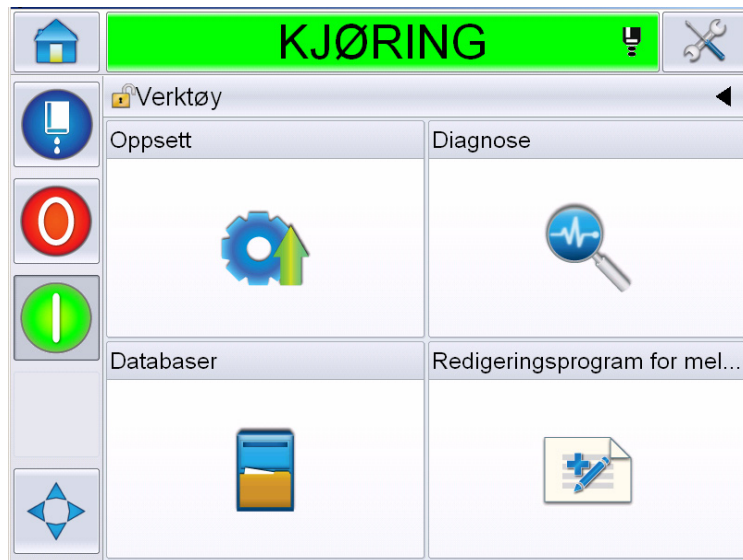 KJØRING
Verktøy
Oppsett
Diagnose
Databaser
Redigeringsprogram for mel...